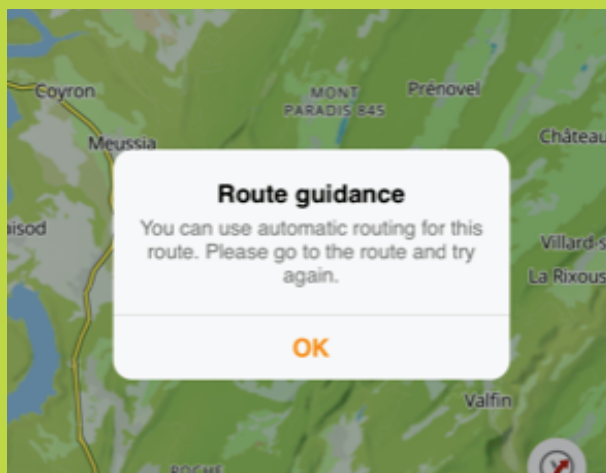 Coyron
MONT
PARADIS 845
Prénovel
Meussia
Château
aisod
Route guidance
You can use automatic routing for this
route. Please go to the route and try
again.
Villard-s
La Rixous
OK
Valfin
ROCHE